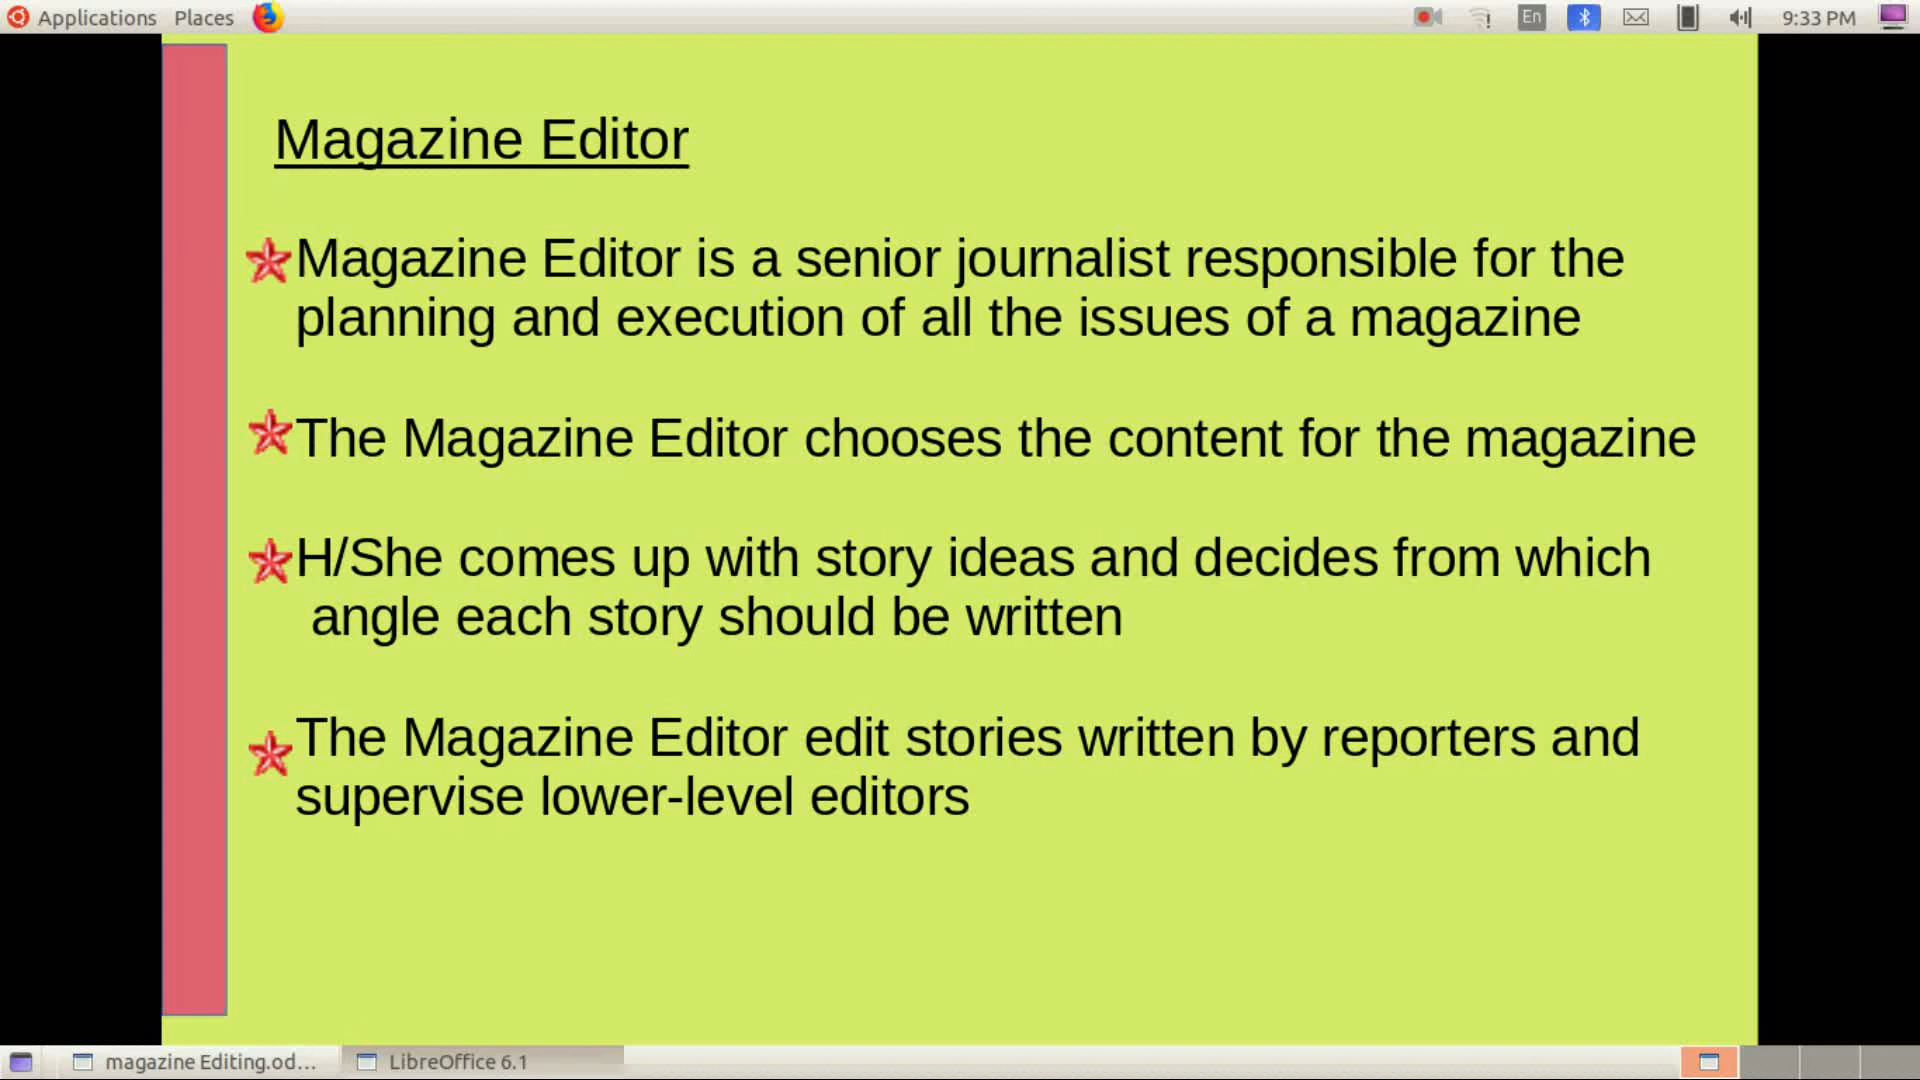 Applications Places En 9:33 PM
Magazine Editor
Magazine Editor is a senior journalist responsible for the
planning and execution of all the issues of a magazine
The Magazine Editor chooses the content for the magazine
H/She comes up with story ideas and decides from which
angle each story should be written
The Magazine Editor edit stories written by reporters and
supervise lower-level editors
magazine Editing.od... LibreOffice 6.1